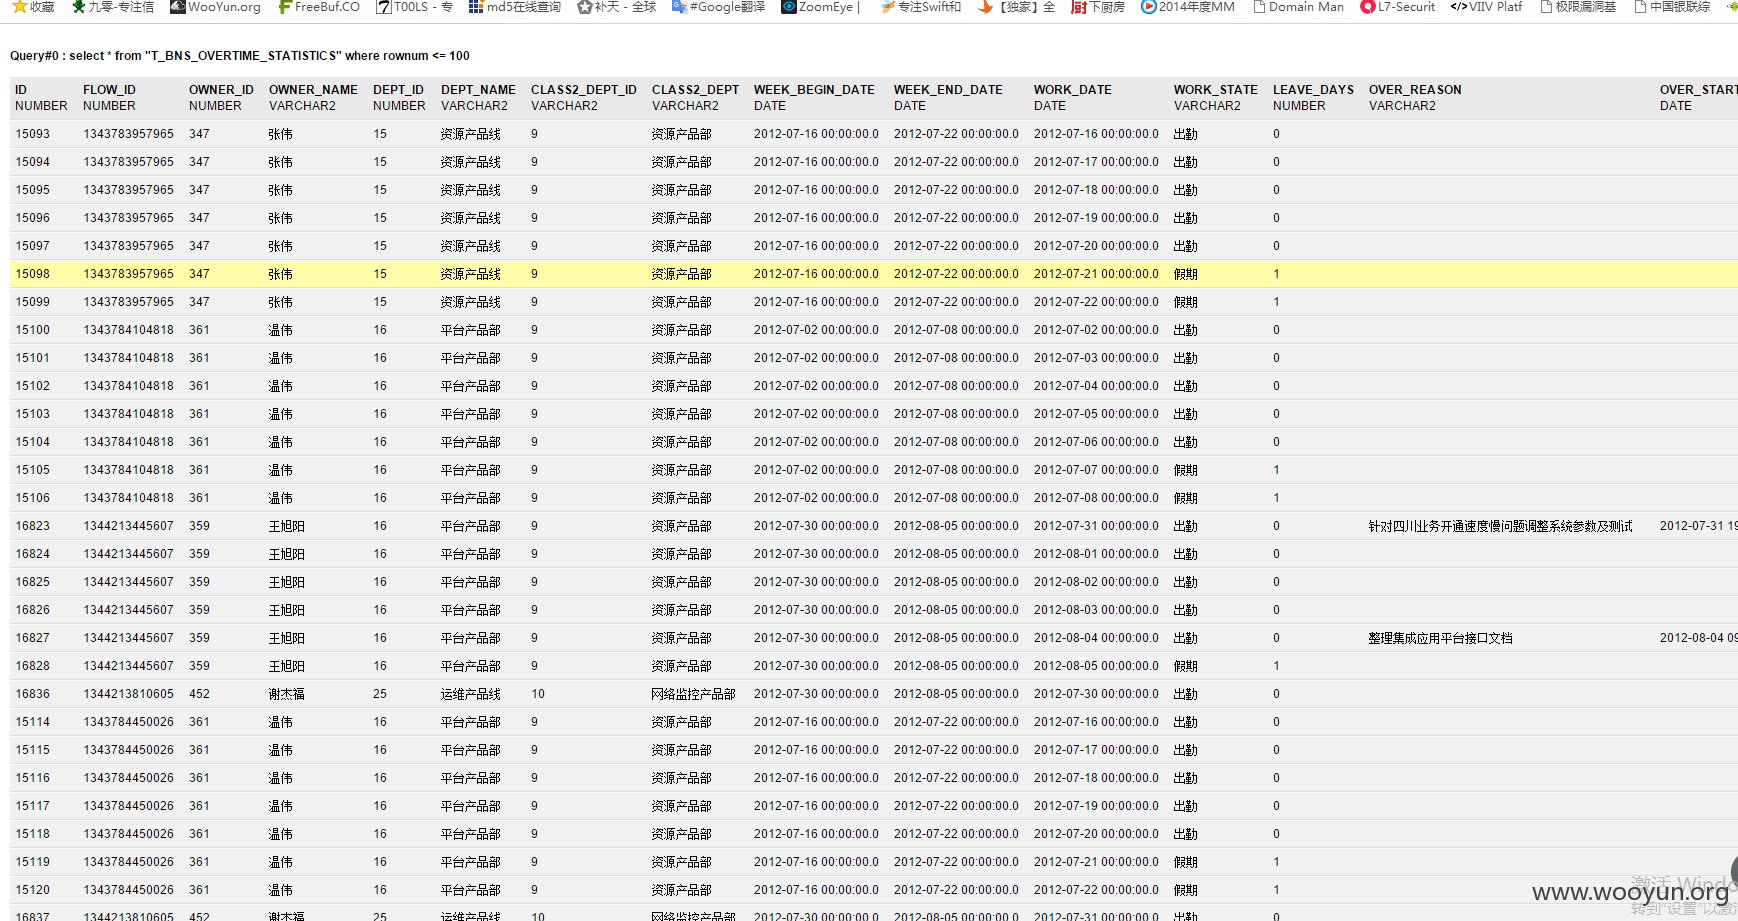 收藏 九零-专注信 WooYun.org FreeBuf.CO T00LS - 专 md5在线查询 补天 - 全球 #Google翻译 ZoomEye | 专注Swift和 【独家】全 下厨房 2014年度MM Domain Man L7-Securit </>VIIV Platf 极限漏洞基 中国银联综
Query#0 : select * from "T_BNS_OVERTIME_STATISTICS" where rownum <= 100
ID FLOW_ID OWNER_ID OWNER_NAME DEPT_ID DEPT_NAME CLASS2_DEPT_ID CLASS2_DEPT WEEK_BEGIN_DATE WEEK_END_DATE WORK_DATE WORK_STATE LEAVE_DAYS OVER_REASON OVER_START
NUMBER NUMBER NUMBER VARCHAR2 NUMBER VARCHAR2 VARCHAR2 VARCHAR2 DATE DATE DATE VARCHAR2 NUMBER VARCHAR2 DATE
15093 1343783957965 347 张伟 15 资源产品线 9 资源产品部 2012-07-16 00:00:00.0 2012-07-22 00:00:00.0 2012-07-16 00:00:00.0 出勤 0
15094 1343783957965 347 张伟 15 资源产品线 9 资源产品部 2012-07-16 00:00:00.0 2012-07-22 00:00:00.0 2012-07-17 00:00:00.0 出勤 0
15095 1343783957965 347 张伟 15 资源产品线 9 资源产品部 2012-07-16 00:00:00.0 2012-07-22 00:00:00.0 2012-07-18 00:00:00.0 出勤 0
15096 1343783957965 347 张伟 15 资源产品线 9 资源产品部 2012-07-16 00:00:00.0 2012-07-22 00:00:00.0 2012-07-19 00:00:00.0 出勤 0
15097 1343783957965 347 张伟 15 资源产品线 9 资源产品部 2012-07-16 00:00:00.0 2012-07-22 00:00:00.0 2012-07-20 00:00:00.0 出勤 0
15098 1343783957965 347 张伟 15 资源产品线 9 资源产品部 2012-07-16 00:00:00.0 2012-07-22 00:00:00.0 2012-07-21 00:00:00.0 假期 1
15099 1343783957965 347 张伟 15 资源产品线 9 资源产品部 2012-07-16 00:00:00.0 2012-07-22 00:00:00.0 2012-07-22 00:00:00.0 假期 1
15100 1343784104818 361 温伟 16 平台产品部 9 资源产品部 2012-07-02 00:00:00.0 2012-07-08 00:00:00.0 2012-07-02 00:00:00.0 出勤 0
15101 1343784104818 361 温伟 16 平台产品部 9 资源产品部 2012-07-02 00:00:00.0 2012-07-08 00:00:00.0 2012-07-03 00:00:00.0 出勤 0
15102 1343784104818 361 温伟 16 平台产品部 9 资源产品部 2012-07-02 00:00:00.0 2012-07-08 00:00:00.0 2012-07-04 00:00:00.0 出勤 0
15103 1343784104818 361 温伟 16 平台产品部 9 资源产品部 2012-07-02 00:00:00.0 2012-07-08 00:00:00.0 2012-07-05 00:00:00.0 出勤 0
15104 1343784104818 361 温伟 16 平台产品部 9 资源产品部 2012-07-02 00:00:00.0 2012-07-08 00:00:00.0 2012-07-06 00:00:00.0 出勤 0
15105 1343784104818 361 温伟 16 平台产品部 9 资源产品部 2012-07-02 00:00:00.0 2012-07-08 00:00:00.0 2012-07-07 00:00:00.0 假期 1
15106 1343784104818 361 温伟 16 平台产品部 9 资源产品部 2012-07-02 00:00:00.0 2012-07-08 00:00:00.0 2012-07-08 00:00:00.0 假期 1
16823 1344213445607 359 王旭阳 16 平台产品部 9 资源产品部 2012-07-30 00:00:00.0 2012-08-05 00:00:00.0 2012-07-31 00:00:00.0 出勤 0 针对四川业务开通速度慢问题调整系统参数及测试 2012-07-31 19
16824 1344213445607 359 王旭阳 16 平台产品部 9 资源产品部 2012-07-30 00:00:00.0 2012-08-05 00:00:00.0 2012-08-01 00:00:00.0 出勤 0
16825 1344213445607 359 王旭阳 16 平台产品部 9 资源产品部 2012-07-30 00:00:00.0 2012-08-05 00:00:00.0 2012-08-02 00:00:00.0 出勤 0
16826 1344213445607 359 王旭阳 16 平台产品部 9 资源产品部 2012-07-30 00:00:00.0 2012-08-05 00:00:00.0 2012-08-03 00:00:00.0 出勤 0
16827 1344213445607 359 王旭阳 16 平台产品部 9 资源产品部 2012-07-30 00:00:00.0 2012-08-05 00:00:00.0 2012-08-04 00:00:00.0 出勤 0 整理集成应用平台接口文档 2012-08-04 09
16828 1344213445607 359 王旭阳 16 平台产品部 9 资源产品部 2012-07-30 00:00:00.0 2012-08-05 00:00:00.0 2012-08-05 00:00:00.0 假期 1
16836 1344213810605 452 谢杰福 25 运维产品线 10 网络监控产品部 2012-07-30 00:00:00.0 2012-08-05 00:00:00.0 2012-07-30 00:00:00.0 出勤 0
15114 1343784450026 361 温伟 16 平台产品部 9 资源产品部 2012-07-16 00:00:00.0 2012-07-22 00:00:00.0 2012-07-16 00:00:00.0 出勤 0
15115 1343784450026 361 温伟 16 平台产品部 9 资源产品部 2012-07-16 00:00:00.0 2012-07-22 00:00:00.0 2012-07-17 00:00:00.0 出勤 0
15116 1343784450026 361 温伟 16 平台产品部 9 资源产品部 2012-07-16 00:00:00.0 2012-07-22 00:00:00.0 2012-07-18 00:00:00.0 出勤 0
15117 1343784450026 361 温伟 16 平台产品部 9 资源产品部 2012-07-16 00:00:00.0 2012-07-22 00:00:00.0 2012-07-19 00:00:00.0 出勤 0
15118 1343784450026 361 温伟 16 平台产品部 9 资源产品部 2012-07-16 00:00:00.0 2012-07-22 00:00:00.0 2012-07-20 00:00:00.0 出勤 0
15119 1343784450026 361 温伟 16 平台产品部 9 资源产品部 2012-07-16 00:00:00.0 2012-07-22 00:00:00.0 2012-07-21 00:00:00.0 假期 1
15120 1343784450026 361 温伟 16 平台产品部 9 资源产品部 2012-07-16 00:00:00.0 2012-07-22 00:00:00.0 2012-07-22 00:00:00.0 假期 1
16837 1344213810605 452 谢杰福 25 运维产品线 10 网络监控产品部 2012-07-30 00:00:00.0 2012-08-05 00:00:00.0 2012-07-31 00:00:00.0 出勤 0
激活 Windo
www.wooyun.org
转到"设置"以激